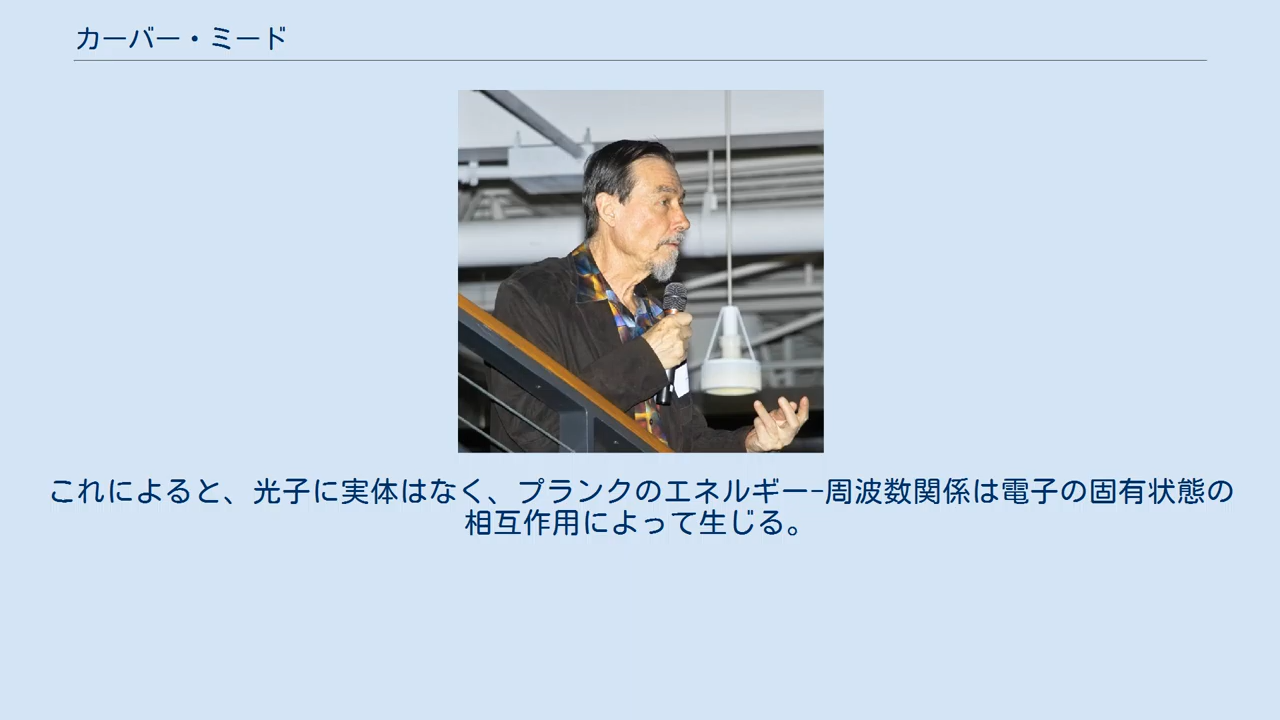 カーバー・ミード
これによると、光子に実体はなく、プランクのエネルギー−周波数関係は電子の固有状態の
相互作用によって生じる。